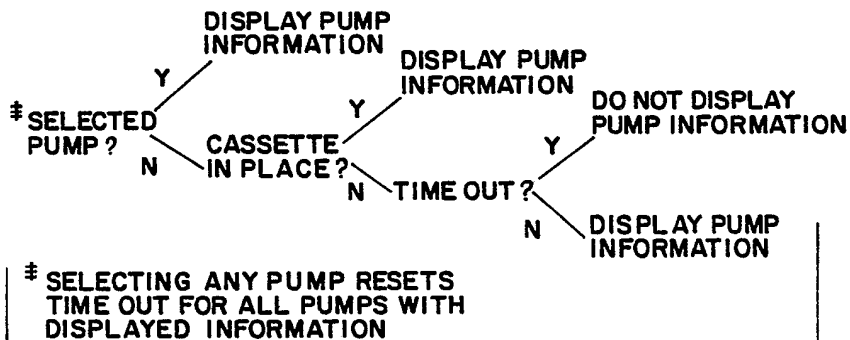 DISPLAY PUMP
INFORMATION
DISPLAY PUMP
INFORMATION
Y
Y
DO NOT DISPLAY
PUMP INFORMATION
‡ SELECTED
PUMP?
CASSETTE
IN PLACE?
Y
N
N
TIME OUT?
N
DISPLAY PUMP
INFORMATION
‡ SELECTING ANY PUMP RESETS
TIME OUT FOR ALL PUMPS WITH
DISPLAYED INFORMATION